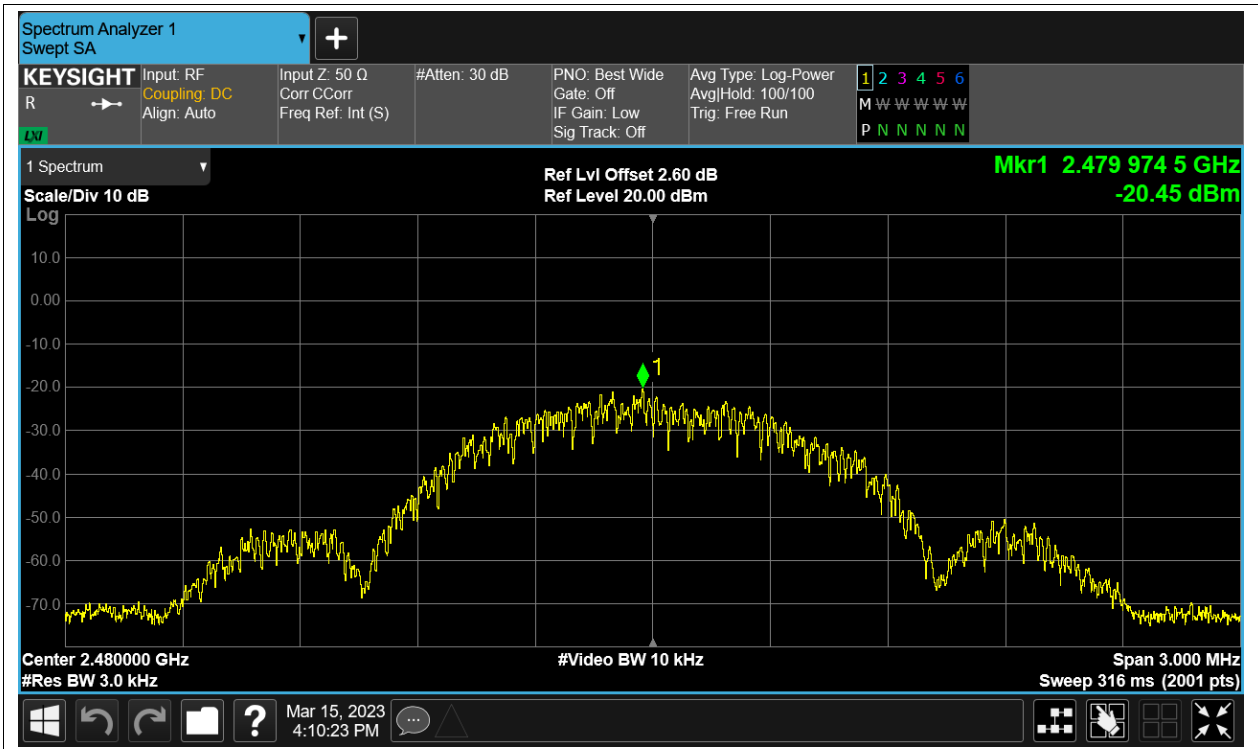 Spectrum Analyzer 1
Swept SA
▼
+
KEYSIGHT
R
LXI
Input: RF
Coupling: DC
Align: Auto
Input Z: 50 Ω
Corr CCorr
Freq Ref: Int (S)
#Atten: 30 dB
PNO: Best Wide
Gate: Off
IF Gain: Low
Sig Track: Off
Avg Type: Log-Power
Avg|Hold: 100/100
Trig: Free Run
1 2 3 4 5 6
M W W W W W
P N N N N N
1 Spectrum
Scale/Div 10 dB
Ref Lvl Offset 2.60 dB
Ref Level 20.00 dBm
Mkr1 2.479 974 5 GHz
-20.45 dBm
Log
10.0
0.00
-10.0
-20.0
-30.0
-40.0
-50.0
-60.0
-70.0
1
Center 2.480000 GHz
#Res BW 3.0 kHz
#Video BW 10 kHz
Span 3.000 MHz
Sweep 316 ms (2001 pts)
?
Mar 15, 2023
4:10:23 PM